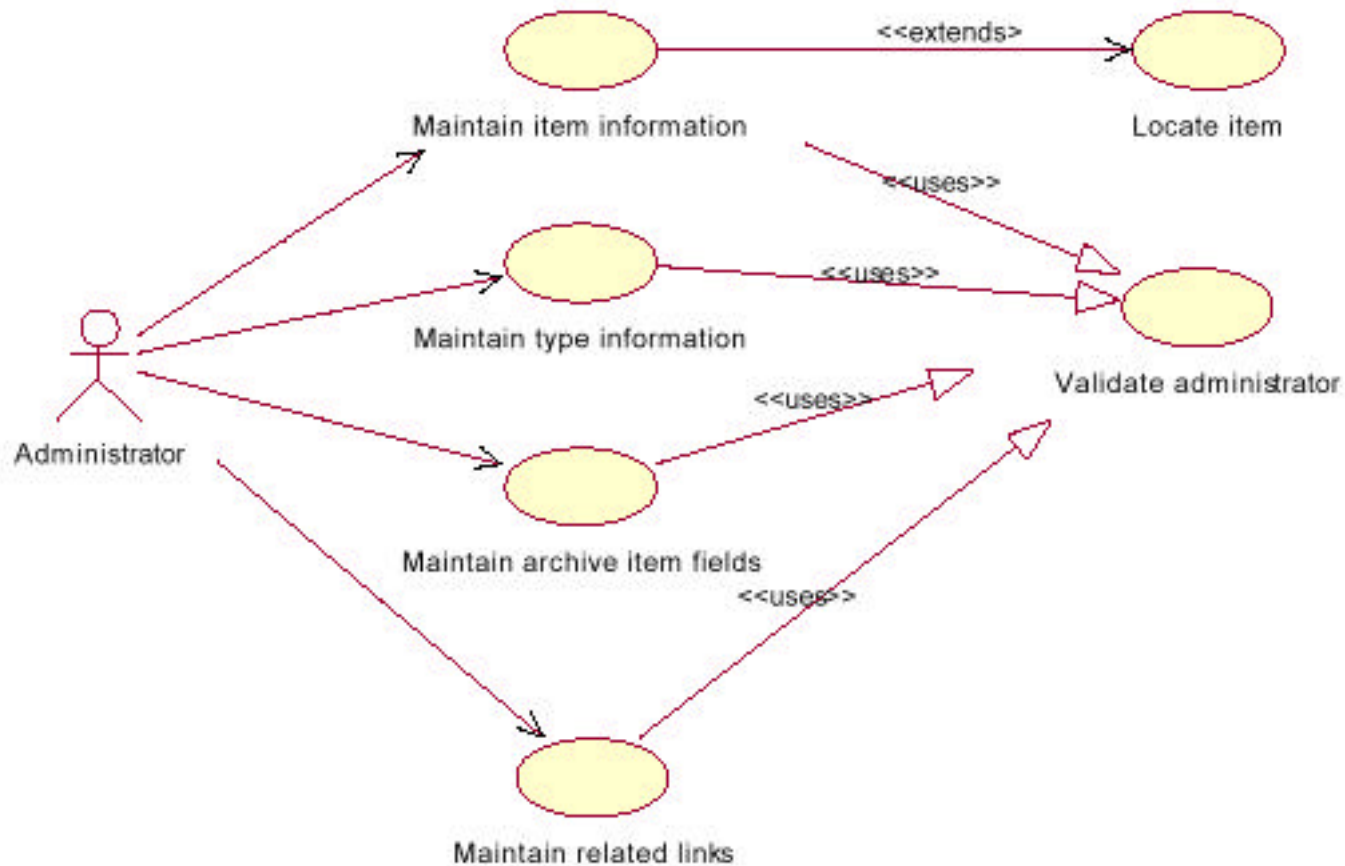 <<extends>
Maintain item information
Locate item
<<uses>>
<<uses>>
Maintain type information
Validate administrator
<<uses>>
Administrator
Maintain archive item fields
<<uses>>
Maintain related links